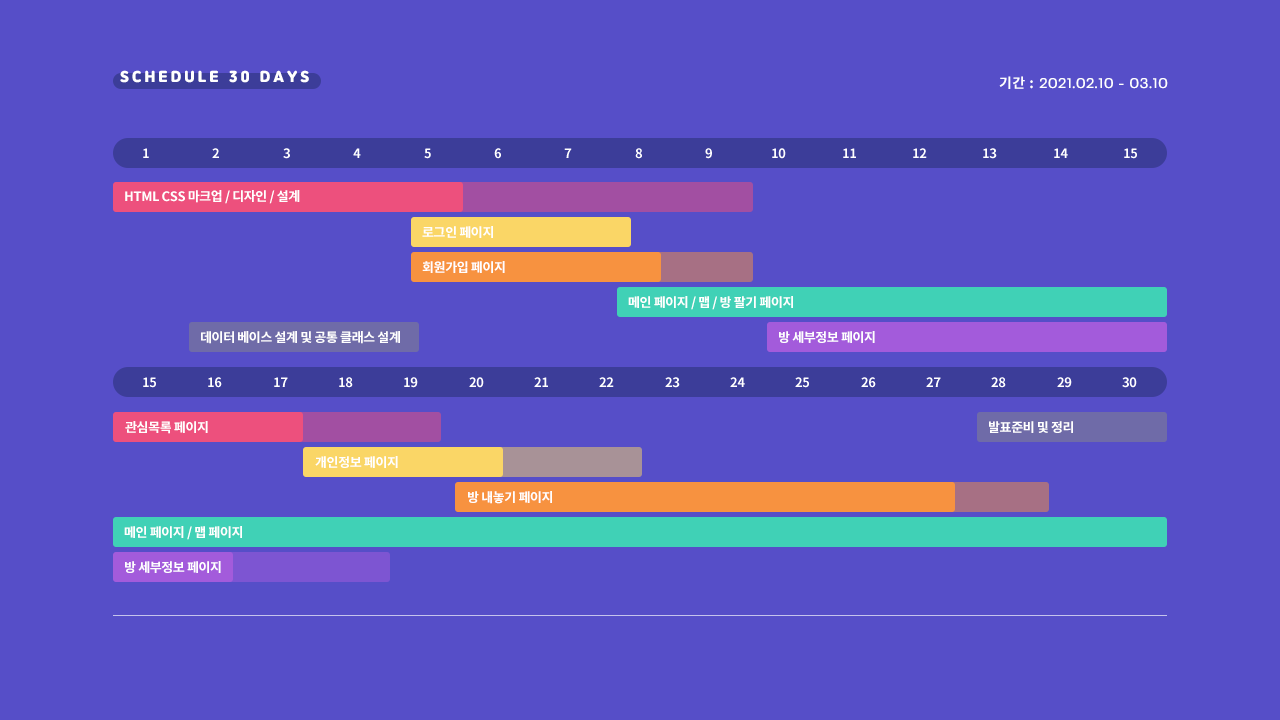 SCHEDULE 30 DAYS
기간 : 2021.02.10 - 03.10
1 2 3 4 5 6 7 8 9 10 11 12 13 14 15
HTML CSS 마크업 / 디자인 / 설계
로그인 페이지
회원가입 페이지
메인 페이지 / 맵 / 방 팔기 페이지
데이터 베이스 설계 및 공통 클래스 설계
방 세부정보 페이지
15 16 17 18 19 20 21 22 23 24 25 26 27 28 29 30
관심목록 페이지
발표준비 및 정리
개인정보 페이지
방 내놓기 페이지
메인 페이지 / 맵 페이지
방 세부정보 페이지